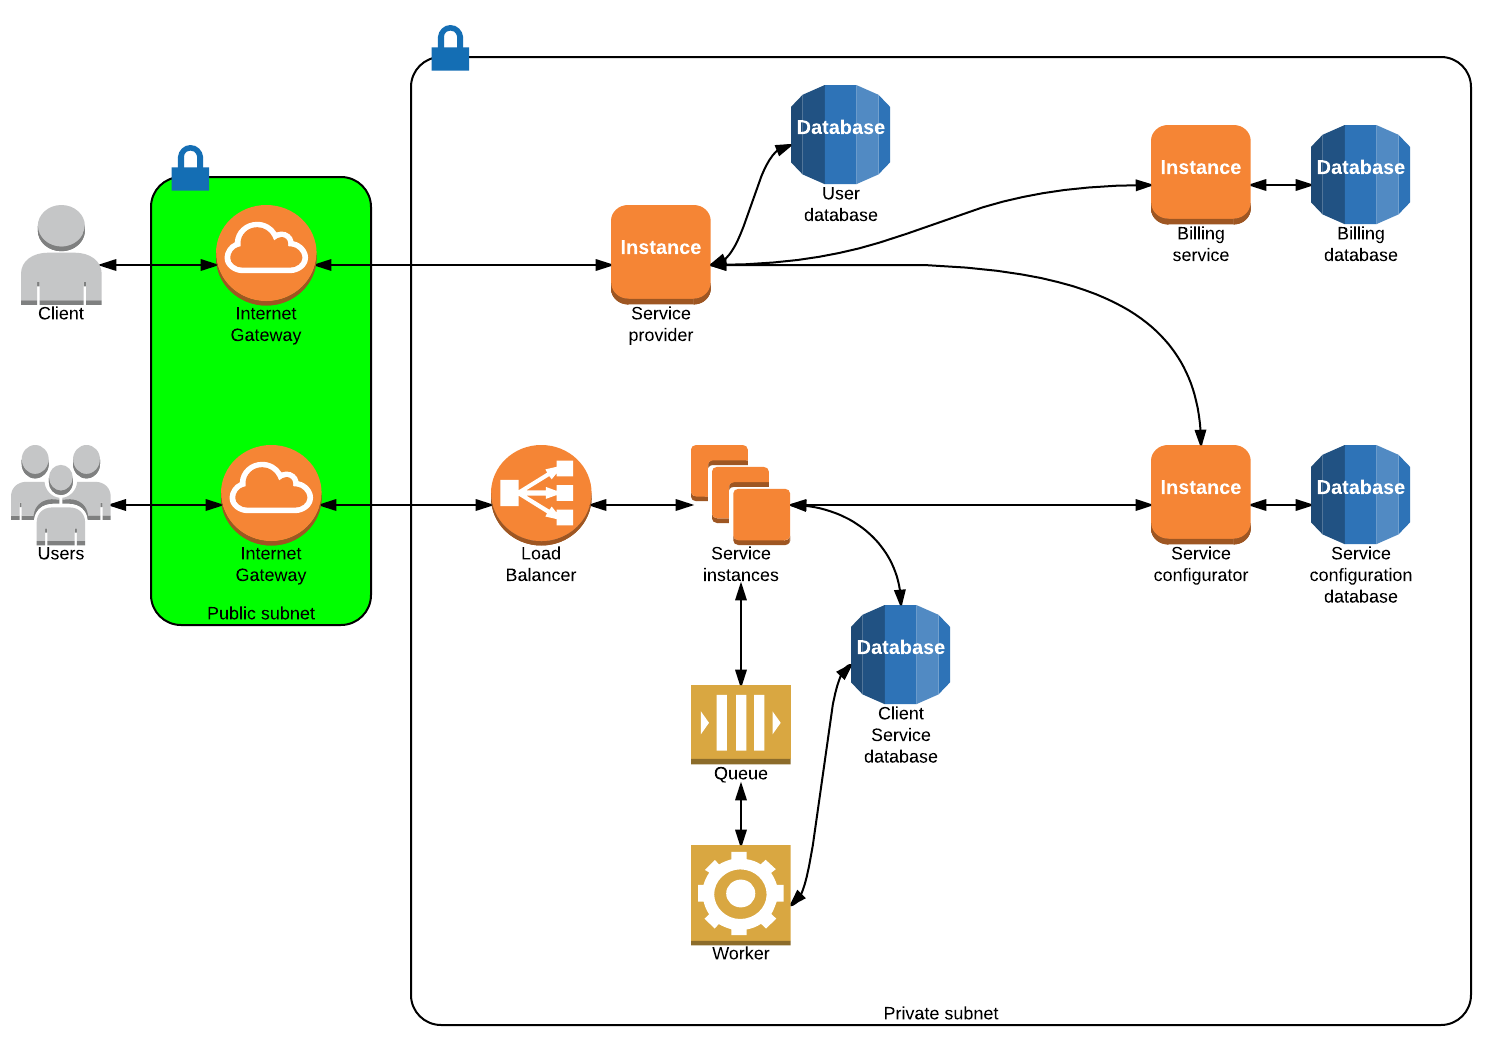 Database
User
database
Instance
Billing
service
Database
Billing
database
Client
Internet
Gateway
Instance
Service
provider
Users
Internet
Gateway
Public subnet
Load
Balancer
Service
instances
Instance
Service
configurator
Database
Service
configuration
database
Database
Client
Service
database
Queue
Worker
Private subnet